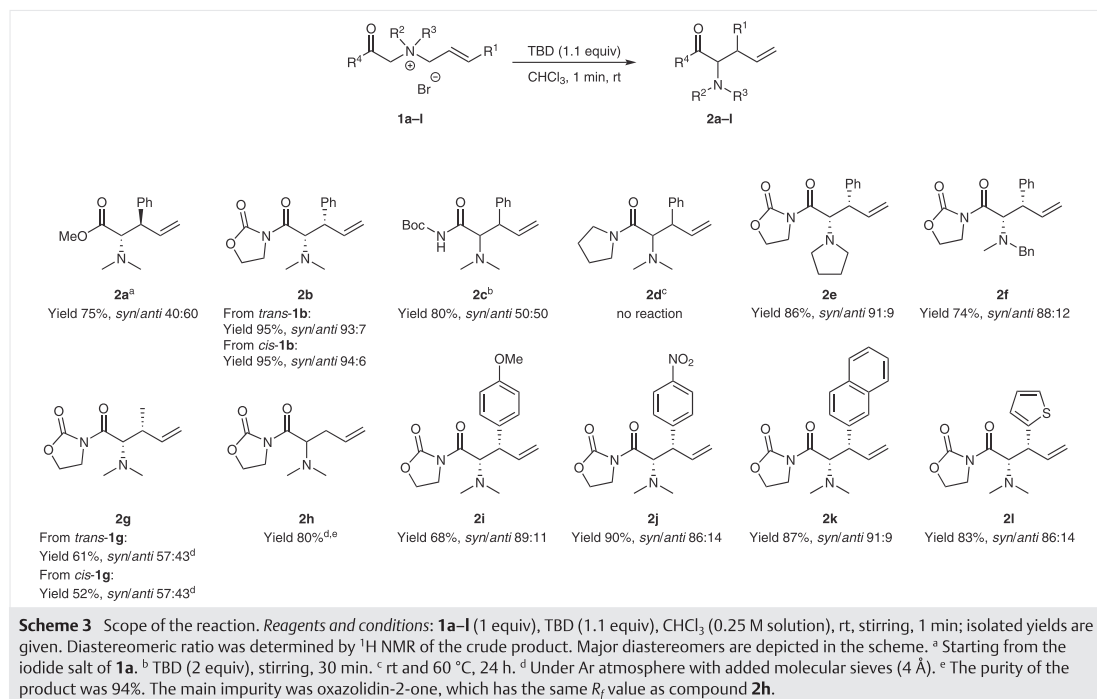 O
R⁴
R² R³
N
⊕
R¹
Br ⊖
1a–l
TBD (1.1 equiv)
CHCl₃, 1 min, rt
O R¹
R⁴
N
R² R³
2a–l
O Ph
MeO
N
2aᵃ
Yield 75%, syn/anti 40:60
O O Ph
O N
N
2b
From trans-1b:
Yield 95%, syn/anti 93:7
From cis-1b:
Yield 95%, syn/anti 94:6
O Ph
Boc N
H
N
2cᵇ
Yield 80%, syn/anti 50:50
O Ph
N
N
2dᶜ
no reaction
O O Ph
O N
N
2e
Yield 86%, syn/anti 91:9
O O Ph
O N
N Bn
2f
Yield 74%, syn/anti 88:12
O O
O N
N
2g
From trans-1g:
Yield 61%, syn/anti 57:43ᵈ
From cis-1g:
Yield 52%, syn/anti 57:43ᵈ
O O
O N
N
2h
Yield 80%ᵈ,ᵉ
OMe
O O
O N
N
2i
Yield 68%, syn/anti 89:11
NO₂
O O
O N
N
2j
Yield 90%, syn/anti 86:14
O O
O N
N
2k
Yield 87%, syn/anti 91:9
S
O O
O N
N
2l
Yield 83%, syn/anti 86:14
Scheme 3 Scope of the reaction. Reagents and conditions: 1a–l (1 equiv), TBD (1.1 equiv), CHCl₃ (0.25 M solution), rt, stirring, 1 min; isolated yields are
given. Diastereomeric ratio was determined by ¹H NMR of the crude product. Major diastereomers are depicted in the scheme. ᵃ Starting from the
iodide salt of 1a. ᵇ TBD (2 equiv), stirring, 30 min. ᶜ rt and 60 °C, 24 h. ᵈ Under Ar atmosphere with added molecular sieves (4 Å). ᵉ The purity of the
product was 94%. The main impurity was oxazolidin-2-one, which has the same Rf value as compound 2h.